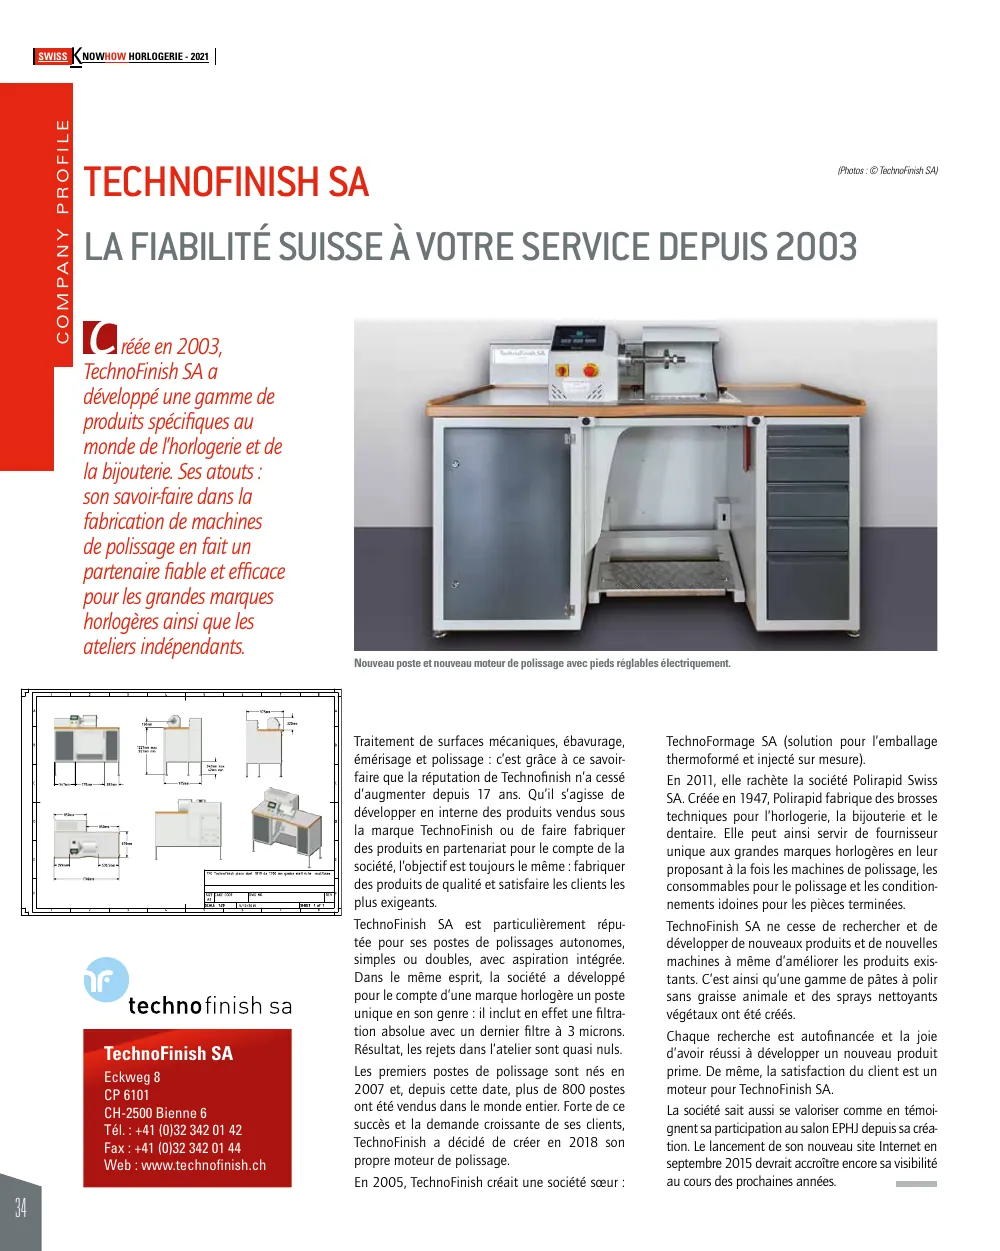 SWISS KNOWHOW HORLOGERIE - 2021
COMPANY PROFILE
TECHNOFINISH SA
(Photos : © TechnoFinish SA)
LA FIABILITÉ SUISSE À VOTRE SERVICE DEPUIS 2003
Créée en 2003,
TechnoFinish SA a
développé une gamme de
produits spécifiques au
monde de l'horlogerie et de
la bijouterie. Ses atouts :
son savoir-faire dans la
fabrication de machines
de polissage en fait un
partenaire fiable et efficace
pour les grandes marques
horlogères ainsi que les
ateliers indépendants.
TechnoFinish SA
Nouveau poste et nouveau moteur de polissage avec pieds réglables électriquement.
technofinish sa
TechnoFinish SA
Eckweg 8
CP 6101
CH-2500 Bienne 6
Tél. : +41 (0)32 342 01 42
Fax : +41 (0)32 342 01 44
Web : www.technofinish.ch
Traitement de surfaces mécaniques, ébavurage,
émérisage et polissage : c'est grâce à ce savoir-
faire que la réputation de Technofinish n'a cessé
d'augmenter depuis 17 ans. Qu'il s'agisse de
développer en interne des produits vendus sous
la marque TechnoFinish ou de faire fabriquer
des produits en partenariat pour le compte de la
société, l'objectif est toujours le même : fabriquer
des produits de qualité et satisfaire les clients les
plus exigeants.
TechnoFinish SA est particulièrement répu-
tée pour ses postes de polissages autonomes,
simples ou doubles, avec aspiration intégrée.
Dans le même esprit, la société a développé
pour le compte d'une marque horlogère un poste
unique en son genre : il inclut en effet une filtra-
tion absolue avec un dernier filtre à 3 microns.
Résultat, les rejets dans l'atelier sont quasi nuls.
Les premiers postes de polissage sont nés en
2007 et, depuis cette date, plus de 800 postes
ont été vendus dans le monde entier. Forte de ce
succès et la demande croissante de ses clients,
TechnoFinish a décidé de créer en 2018 son
propre moteur de polissage.
En 2005, TechnoFinish créait une société sœur :
TechnoFormage SA (solution pour l'emballage
thermoformé et injecté sur mesure).
En 2011, elle rachète la société Polirapid Swiss
SA. Créée en 1947, Polirapid fabrique des brosses
techniques pour l'horlogerie, la bijouterie et le
dentaire. Elle peut ainsi servir de fournisseur
unique aux grandes marques horlogères en leur
proposant à la fois les machines de polissage, les
consommables pour le polissage et les condition-
nements idoines pour les pièces terminées.
TechnoFinish SA ne cesse de rechercher et de
développer de nouveaux produits et de nouvelles
machines à même d'améliorer les produits exis-
tants. C'est ainsi qu'une gamme de pâtes à polir
sans graisse animale et des sprays nettoyants
végétaux ont été créés.
Chaque recherche est autofinancée et la joie
d'avoir réussi à développer un nouveau produit
prime. De même, la satisfaction du client est un
moteur pour TechnoFinish SA.
La société sait aussi se valoriser comme en témoi-
gnent sa participation au salon EPHJ depuis sa créa-
tion. Le lancement de son nouveau site Internet en
septembre 2015 devrait accroître encore sa visibilité
au cours des prochaines années.
34